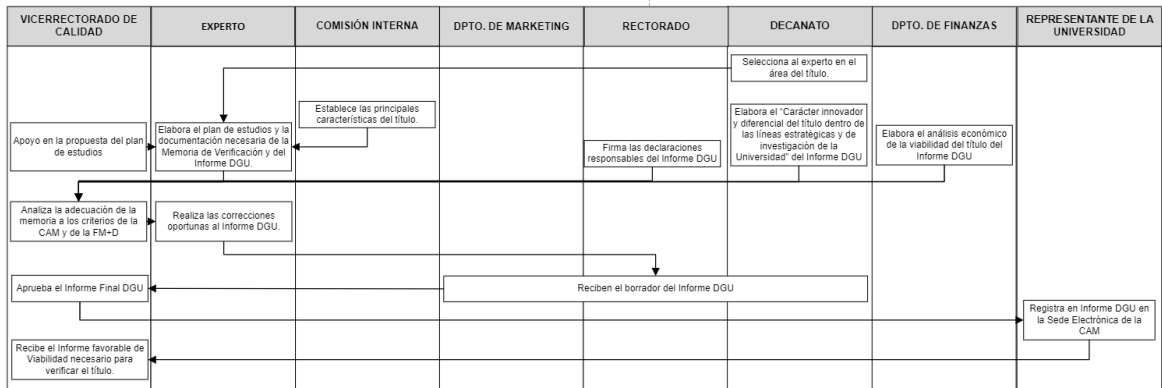 VICERRECTORADO DE
CALIDAD
EXPERTO
COMISIÓN INTERNA
DPTO. DE MARKETING
RECTORADO
DECANATO
DPTO. DE FINANZAS
REPRESENTANTE DE LA
UNIVERSIDAD
Selecciona al experto en el
área del título.
Establece las principales
características del título.
Apoyo en la propuesta del plan
de estudios
Elabora el plan de estudios y la
documentación necesaria de la
Memoria de Verificación y del
Informe DGU.
Firma las declaraciones
responsables del Informe DGU
Elabora el "Carácter innovador
y diferencial del título dentro de
las líneas estratégicas y de
investigación de la
Universidad" del Informe DGU
Elabora el análisis económico
de la viabilidad del título del
Informe DGU
Analiza la adecuación de la
memoria a los criterios de la
CAM y de la FM+D
Realiza las correcciones
oportunas al Informe DGU.
Aprueba el Informe Final DGU
Reciben el borrador del Informe DGU
Registra en Informe DGU en
la Sede Electrónica de la
CAM
Recibe el Informe favorable de
Viabilidad necesario para
verificar el título.